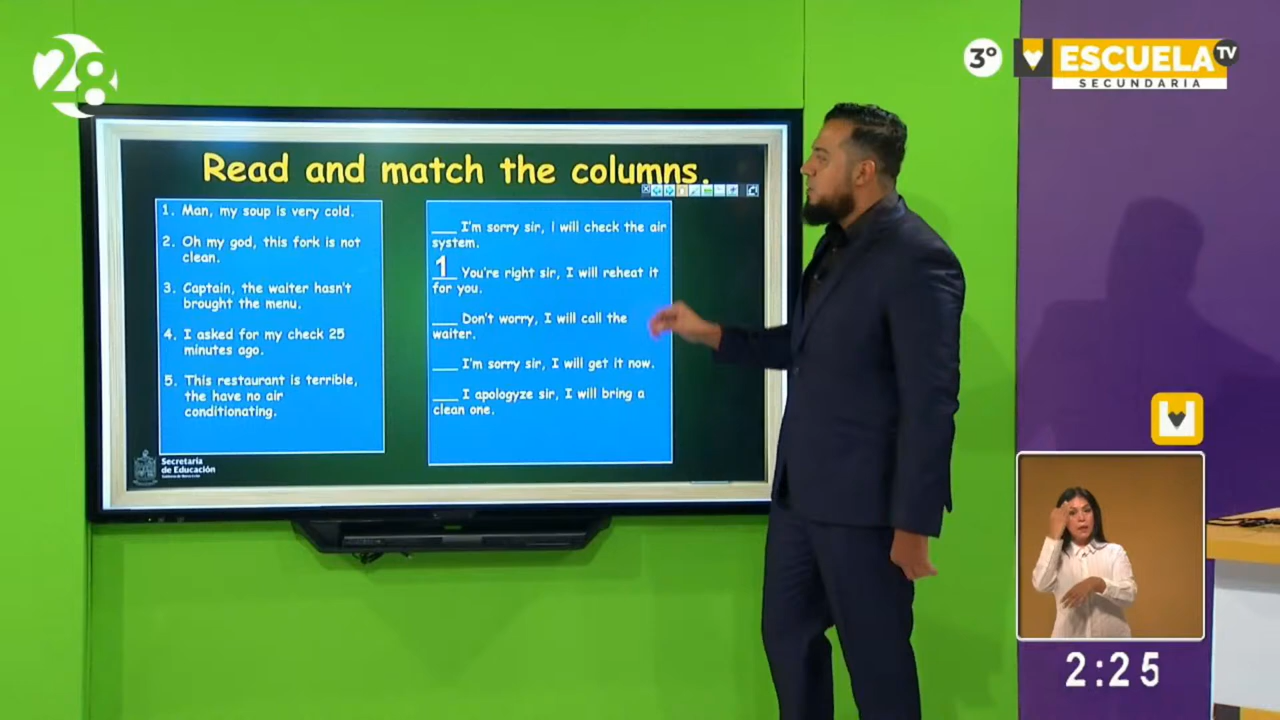 28
3º
ESCUELA TV
SECUNDARIA
Read and match the columns.
1. Man, my soup is very cold.
2. Oh my god, this fork is not
clean.
3. Captain, the waiter hasn't
brought the menu.
4. I asked for my check 25
minutes ago.
5. This restaurant is terrible,
the have no air
conditionating.
___ I'm sorry sir, I will check the air
system.
1 You're right sir, I will reheat it
for you.
___ Don't worry, I will call the
waiter.
___ I'm sorry sir, I will get it now.
___ I apologyze sir, I will bring a
clean one.
Secretaría
de Educación
2:25